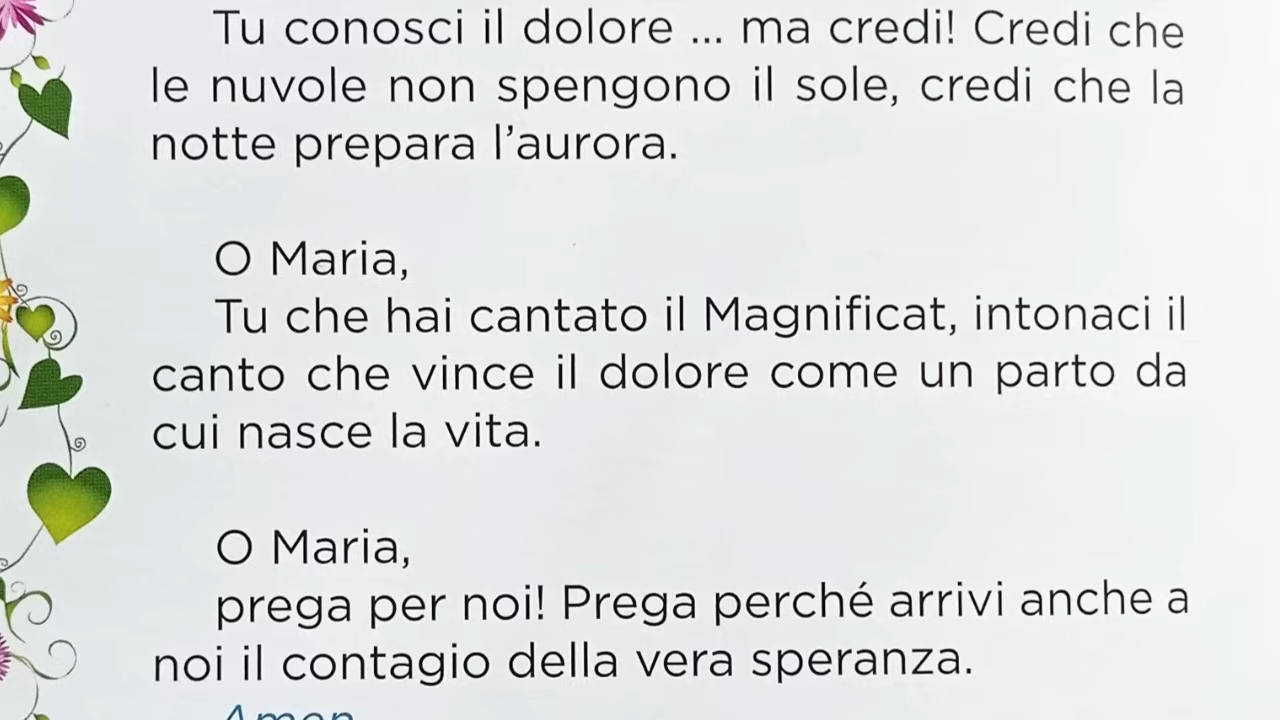 Tu conosci il dolore ... ma credi! Credi che
le nuvole non spengono il sole, credi che la
notte prepara l'aurora.
O Maria,
Tu che hai cantato il Magnificat, intonaci il
canto che vince il dolore come un parto da
cui nasce la vita.
O Maria,
prega per noi! Prega perché arrivi anche a
noi il contagio della vera speranza.
Amen